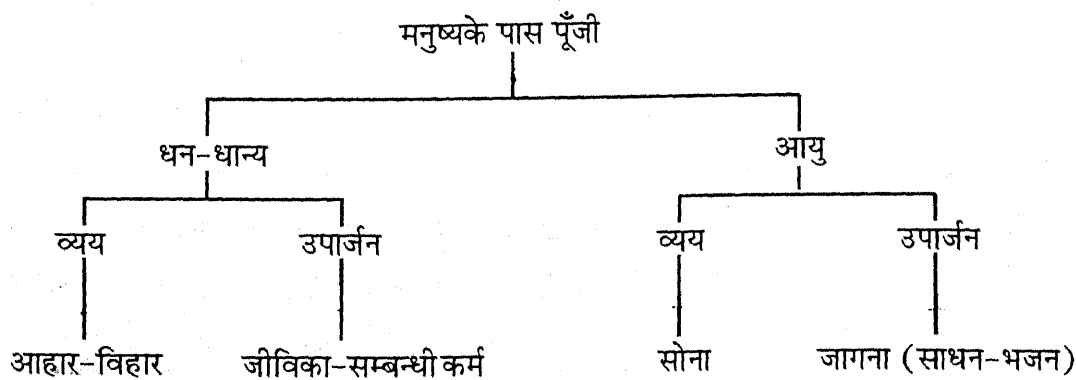 मनुष्यके पास पूँजी
धन-धान्य आयु
व्यय उपार्जन व्यय उपार्जन
आहार-विहार जीविका-सम्बन्धी कर्म सोना जागना (साधन-भजन)